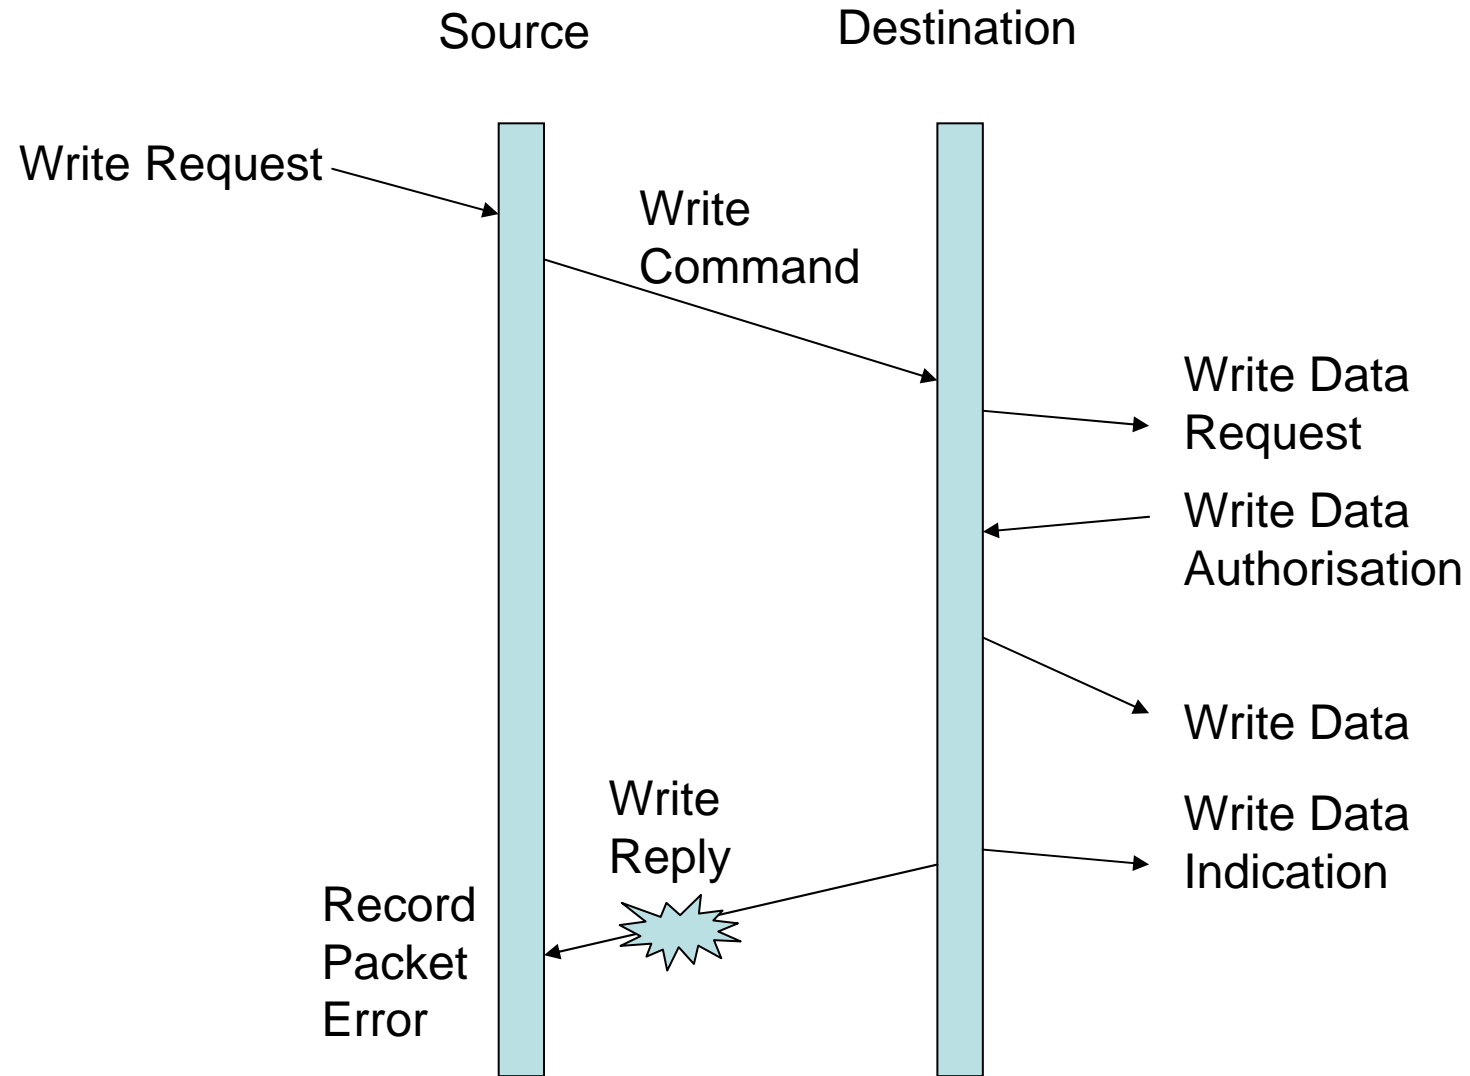 Source
Destination
Write Request
Write
Command
Write Data
Request
Write Data
Authorisation
Write Data
Write
Reply
Write Data
Indication
Record
Packet
Error